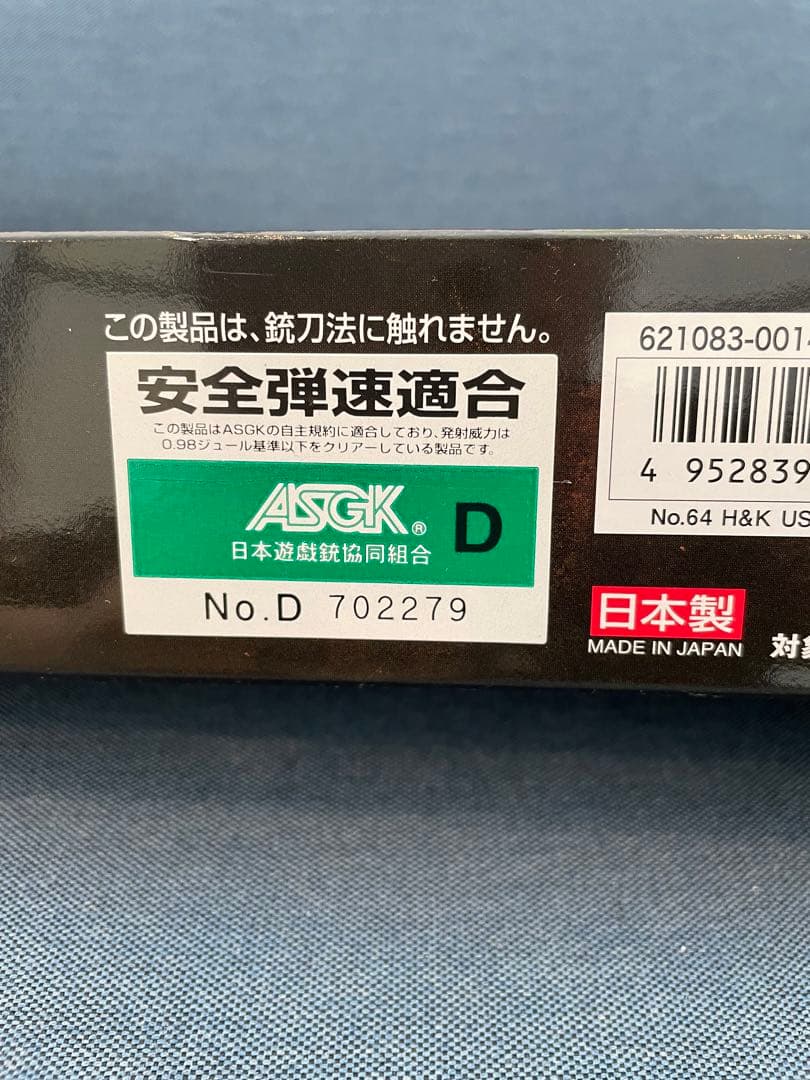 この製品は、銃刀法に触れません。
安全弾速適合
この製品はASGKの自主規約に適合しており、発射威力は
0.98ジュール基準以下をクリアーしている製品です。
ASGK® D
日本遊戯銃協同組合
No.D 702279
621083-001
4 952839
No.64 H&K US
日本製
MADE IN JAPAN
対